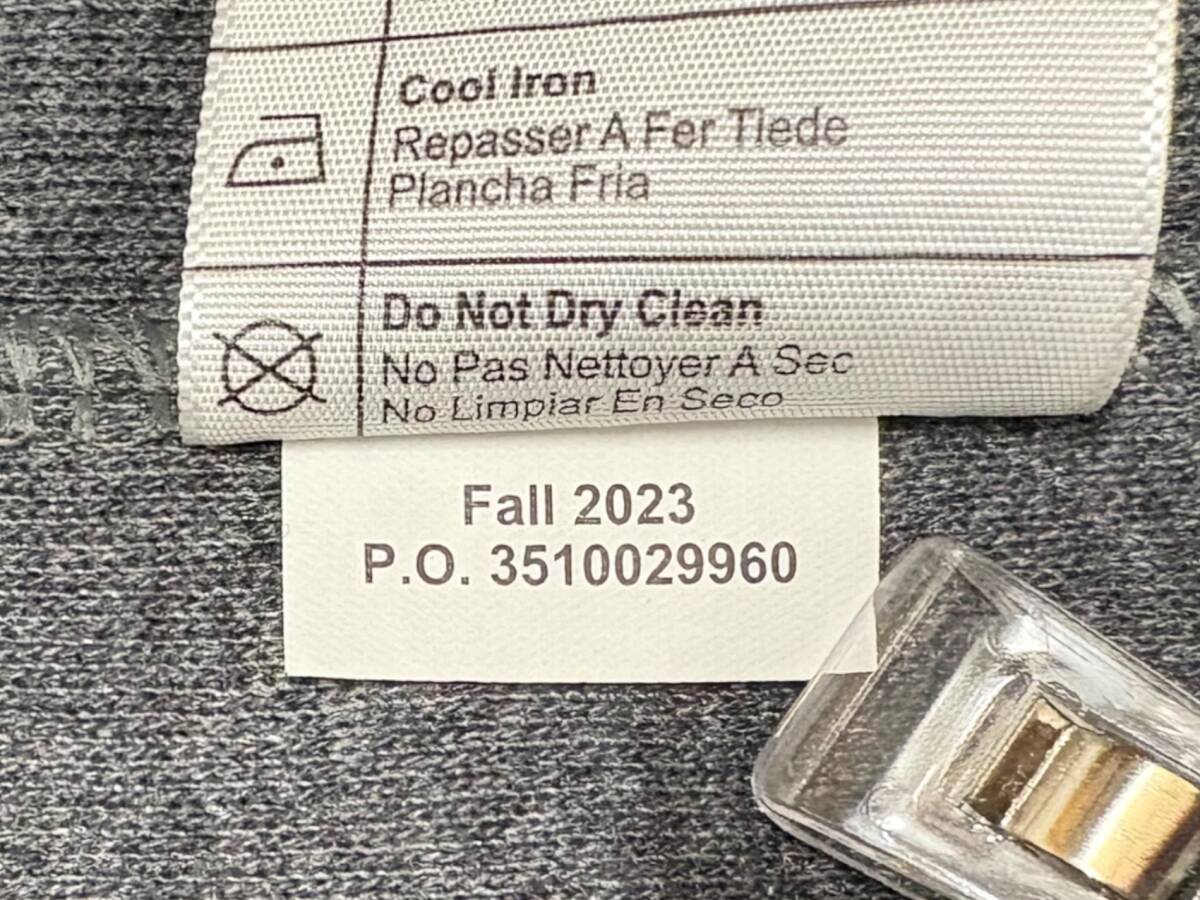 Cool Iron
Repasser A Fer Tiede
Plancha Fria
Do Not Dry Clean
No Pas Nettoyer A Sec
No Limpiar En Seco
Fall 2023
P.O. 3510029960